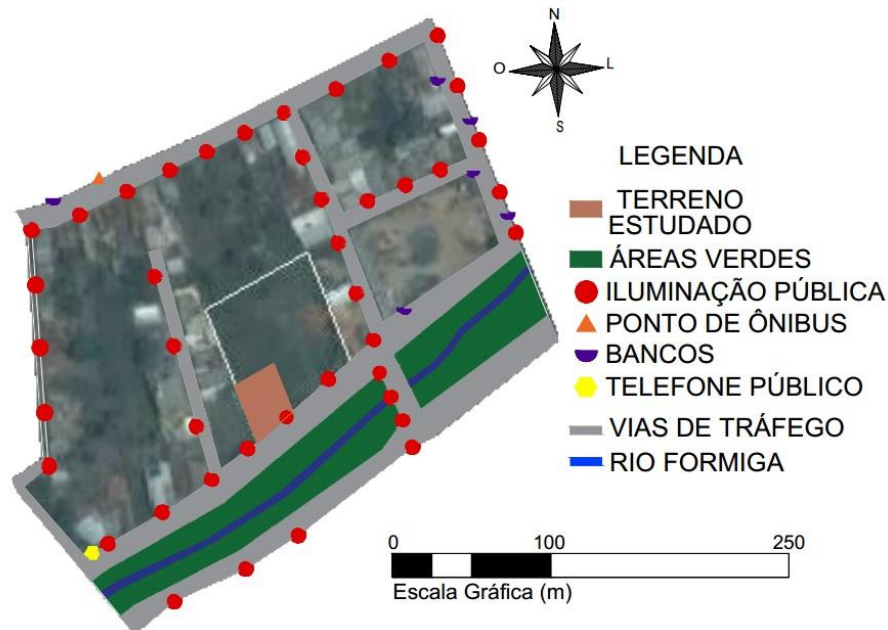 N
O
L
S
LEGENDA
TERRENO
ESTUDADO
ÁREAS VERDES
ILUMINAÇÃO PÚBLICA
PONTO DE ÔNIBUS
BANCOS
TELEFONE PÚBLICO
VIAS DE TRÁFEGO
RIO FORMIGA
0 100 250
Escala Gráfica (m)